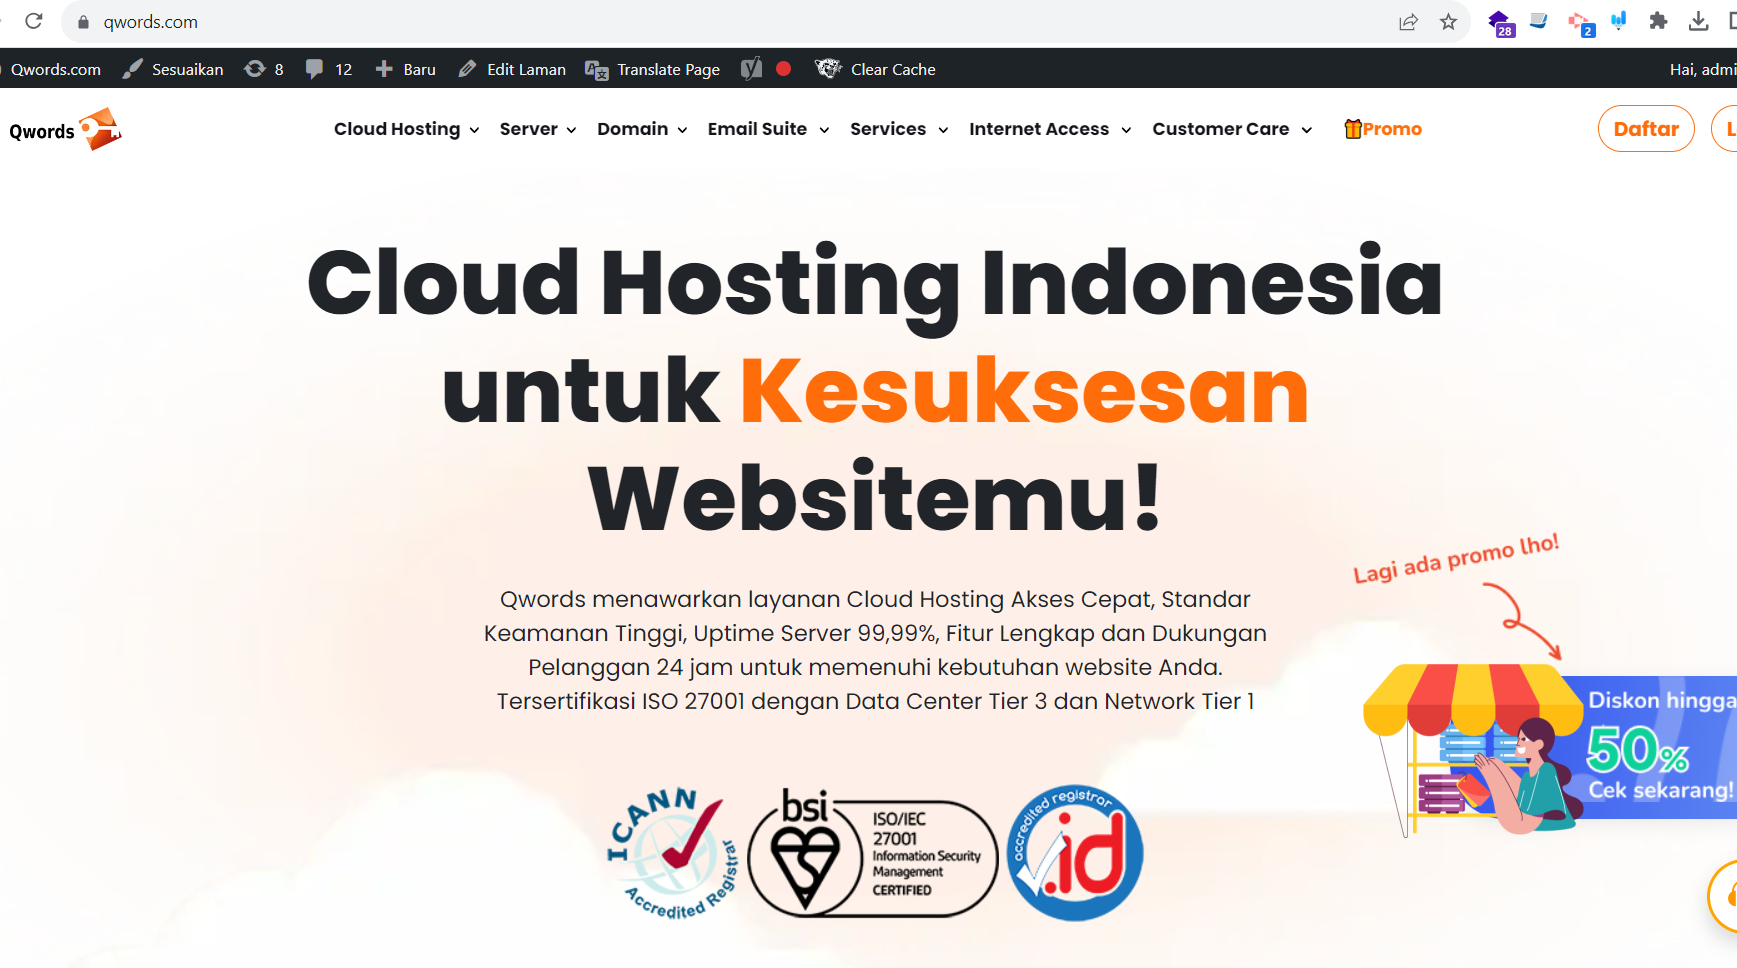 qwords.com
28
2
Qwords.com Sesuaikan 8 12 Baru Edit Laman Translate Page Clear Cache Hai, admi
Qwords Cloud Hosting Server Domain Email Suite Services Internet Access Customer Care Promo Daftar
Cloud Hosting Indonesia
untuk Kesuksesan
Websitemu!
Qwords menawarkan layanan Cloud Hosting Akses Cepat, Standar
Keamanan Tinggi, Uptime Server 99,99%, Fitur Lengkap dan Dukungan
Pelanggan 24 jam untuk memenuhi kebutuhan website Anda.
Tersertifikasi ISO 27001 dengan Data Center Tier 3 dan Network Tier 1
Lagi ada promo lho!
Diskon hingga
50%
Cek sekarang!
ICANN
Accredited Registrar
bsi
ISO/IEC
27001
Information Security
Management
CERTIFIED
accredited registrar
.id